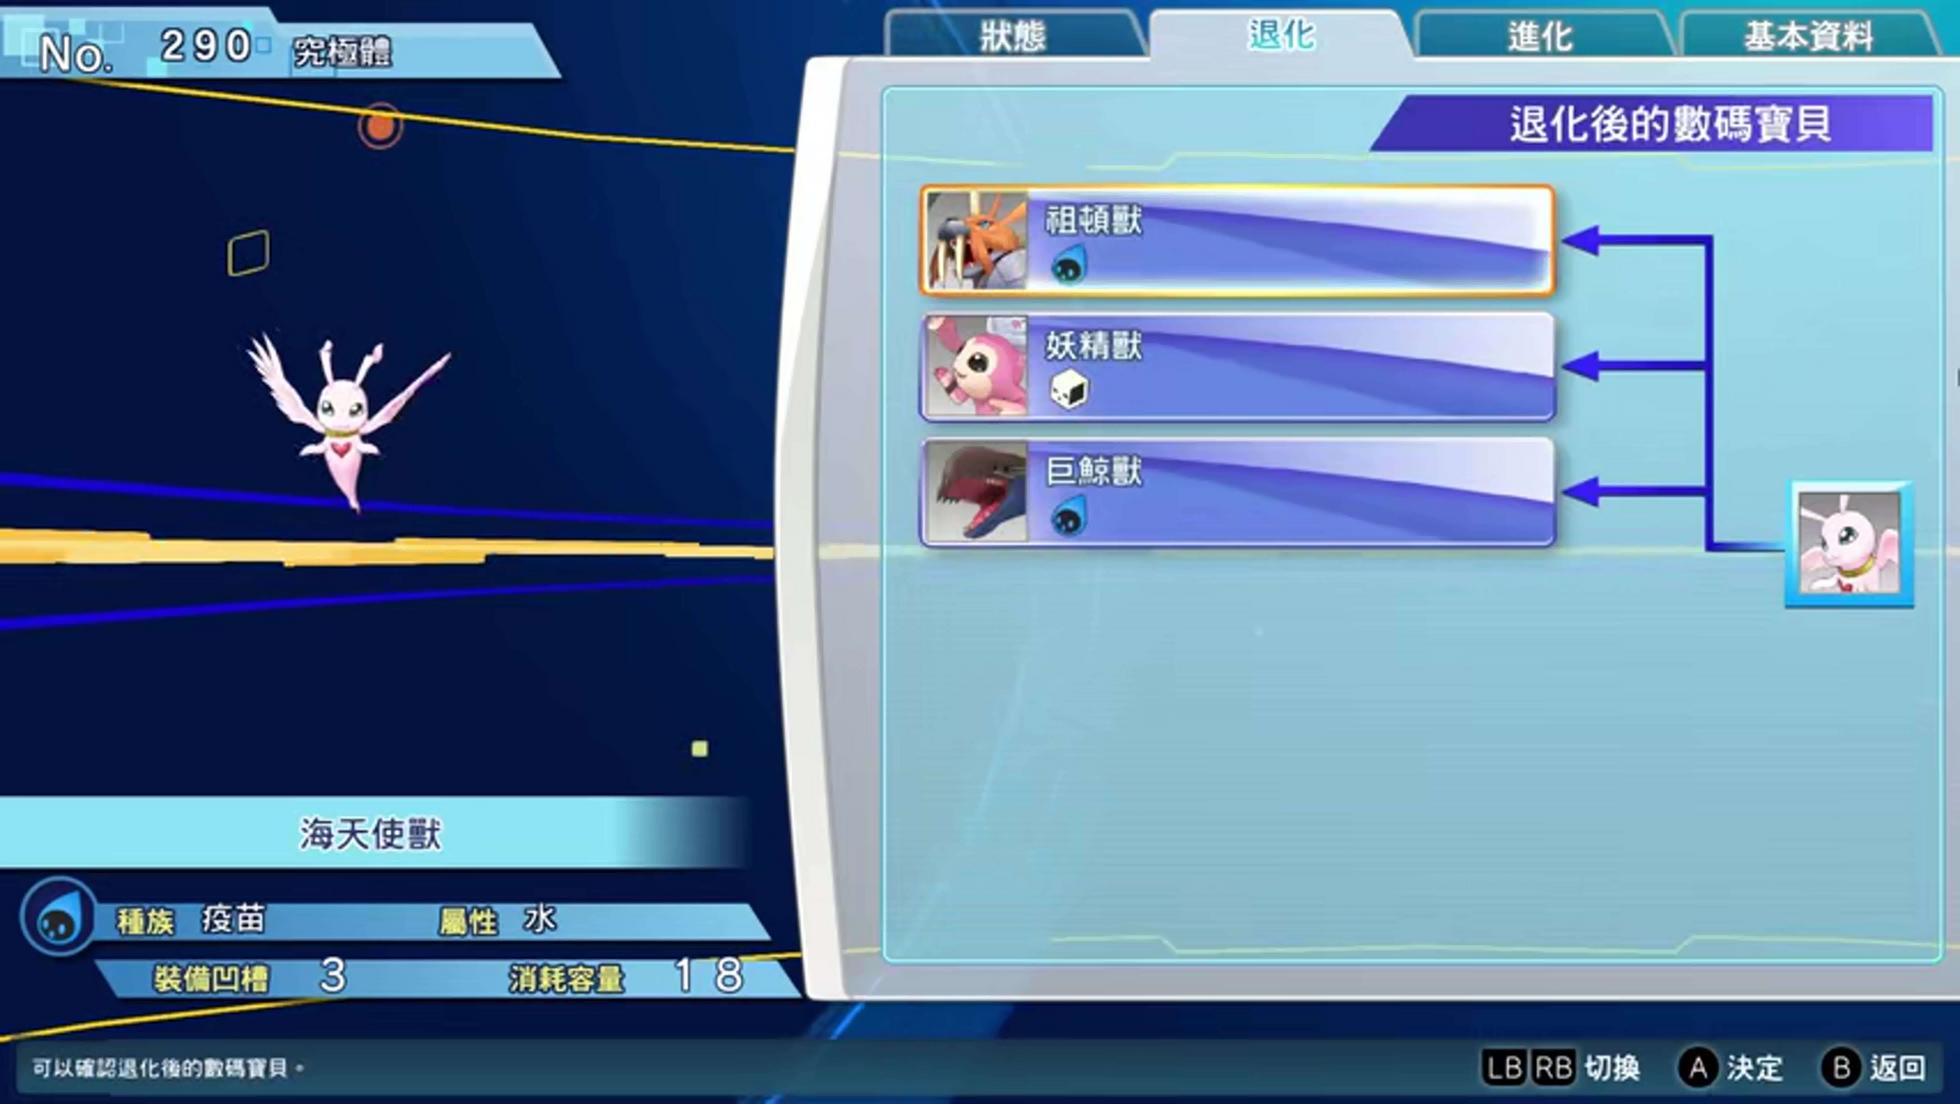 No. 290 究極體
狀態 退化 進化 基本資料
退化後的數碼寶貝
祖頓獸
妖精獸
巨鯨獸
海天使獸
種族 疫苗 屬性 水
裝備凹槽 3 消耗容量 18
可以確認退化後的數碼寶貝。
LB RB 切換 A 決定 B 返回